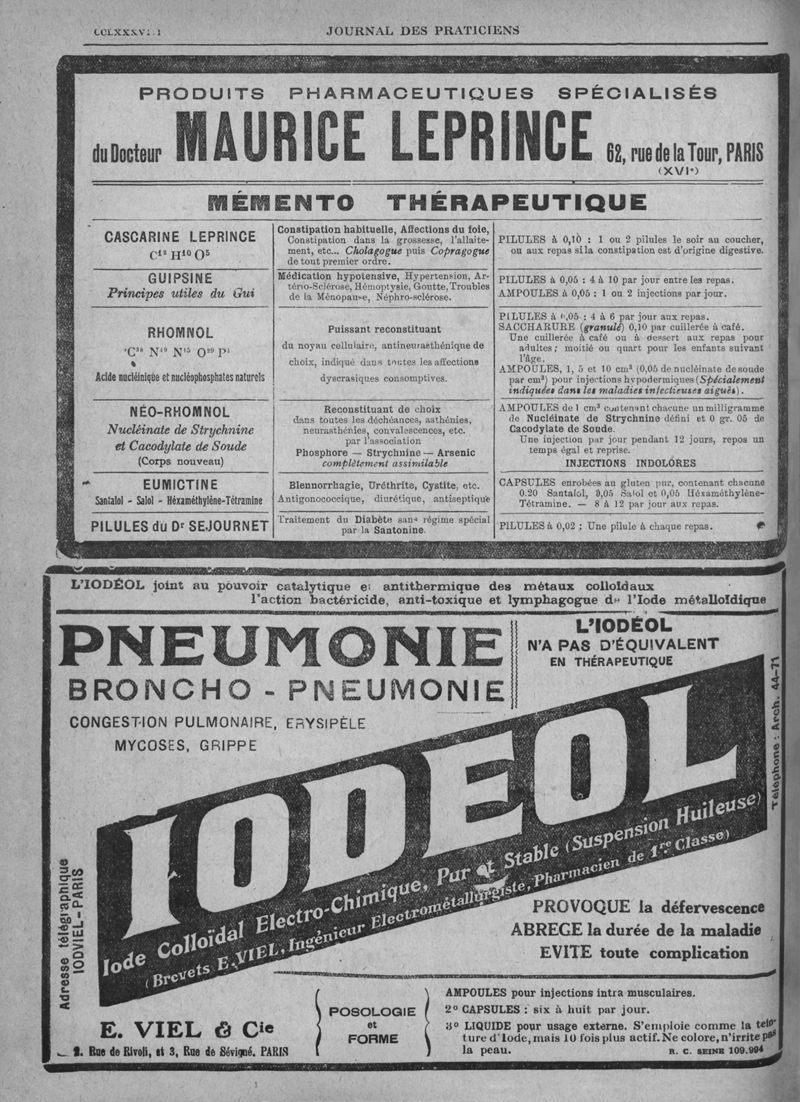 JOURNAL DES PRATICIENS
PRODUITS PHARMACEUTIQUES SPÉCIALISÉS
du Docteur MAURICE LEPRINCE 62, rue de la Tour, PARIS
(XVIe)
MÉMENTO THÉRAPEUTIQUE
CASCARINE LEPRINCE
C¹² H¹⁰ O⁵
Constipation habituelle, Affections du foie,
Constipation dans la grossesse, l'allaite-
ment, etc... Cholagogue puis Copragogue
de tout premier ordre.
PILULES à 0,10 : 1 ou 2 pilules le soir au coucher,
ou aux repas si la constipation est d'origine digestive.
GUIPSINE
Principes utiles du Gui
Médication hypotensive, Hypertension, Ar-
tério-Sclérose, Hémoptysie, Goutte, Troubles
de la Ménopause, Néphro-sclérose.
PILULES à 0,05 : 4 à 10 par jour entre les repas.
AMPOULES à 0,05 : 1 ou 2 injections par jour.
RHOMNOL
Acide nucléinique et nucléophosphates naturels
Puissant reconstituant
du noyau cellulaire, antineurasthénique de
choix, indiqué dans toutes les affections
dyscrasiques consomptives.
PILULES à 0,05 : 4 à 6 par jour aux repas.
SACCHARURE (granulé) 0,10 par cuillerée à café.
Une cuillerée à café ou à dessert aux repas pour
adultes; moitié ou quart pour les enfants suivant
l'âge.
AMPOULES, 1, 5 et 10 cm³ (0,05 de nucléinate de soude
par cm³) pour injections hypodermiques (Spécialement
indiquées dans les maladies infectieuses aiguës).
NÉO-RHOMNOL
Nucléinate de Strychnine
et Cacodylate de Soude
(Corps nouveau)
Reconstituant de choix
dans toutes les déchéances, asthénies,
neurasthénies, convalescences, etc.
par l'association
Phosphore — Strychnine — Arsenic
complètement assimilable
AMPOULES de 1 cm³ contenant chacune un milligramme
de Nucléinate de Strychnine défini et 0 gr. 05 de
Cacodylate de Soude.
Une injection par jour pendant 12 jours, repos un
temps égal et reprise.
INJECTIONS INDOLORES
EUMICTINE
Santalol - Salol - Héxaméthylène-Tétramine
Blennorrhagie, Uréthrite, Cystite, etc.
Antigonococcique, diurétique, antiseptique
CAPSULES enrobées au gluten pur, contenant chacune
0.20 Santalol, 0,05 Salol et 0,05 Héxaméthylène-
Tétramine. — 8 à 12 par jour aux repas.
PILULES du Dr SÉJOURNET
Traitement du Diabète sans régime spécial
par la Santonine.
PILULES à 0,02 : Une pilule à chaque repas.
L'IODÉOL joint au pouvoir catalytique et antithermique des métaux colloïdaux
l'action bactéricide, anti-toxique et lymphagogue de l'Iode métalloïdique
PNEUMONIE
BRONCHO - PNEUMONIE
CONGESTION PULMONAIRE, ERYSIPÈLE
MYCOSES, GRIPPE
L'IODÉOL
N'A PAS D'ÉQUIVALENT
EN THÉRAPEUTIQUE
IODEOL
Iode Colloïdal Electro-Chimique, Pur et Stable (Suspension Huileuse)
(Brevets E.VIEL, Ingénieur Electrométallurgiste, Pharmacien de 1re Classe)
Téléphone : Arch. 44-71
Adresse télégraphique
IODVIEL-PARIS
PROVOQUE la défervescence
ABREGE la durée de la maladie
EVITE toute complication
E. VIEL & Cie
Rue de Rivoli, et 3, Rue de Sévigné. PARIS
POSOLOGIE
et
FORME
AMPOULES pour injections intra musculaires.
2º CAPSULES : six à huit par jour.
3º LIQUIDE pour usage externe. S'emploie comme la tein-
ture d'Iode, mais 10 fois plus actif. Ne colore, n'irrite pas
la peau.
R. C. SEINE 109.994